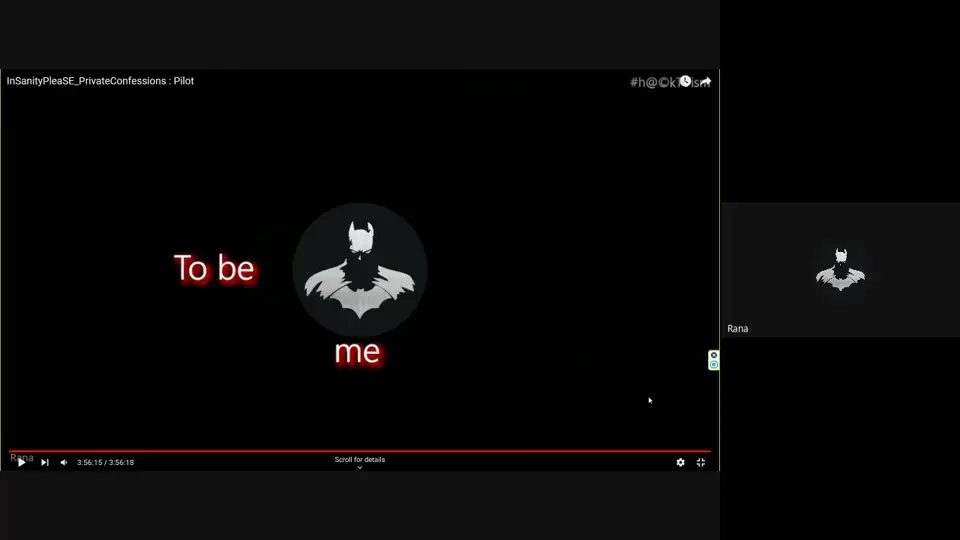 InSanityPleaSE_PrivateConfessions : Pilot
To be
me
Rana
3:56:15 / 3:56:18
Scroll for details
Rana